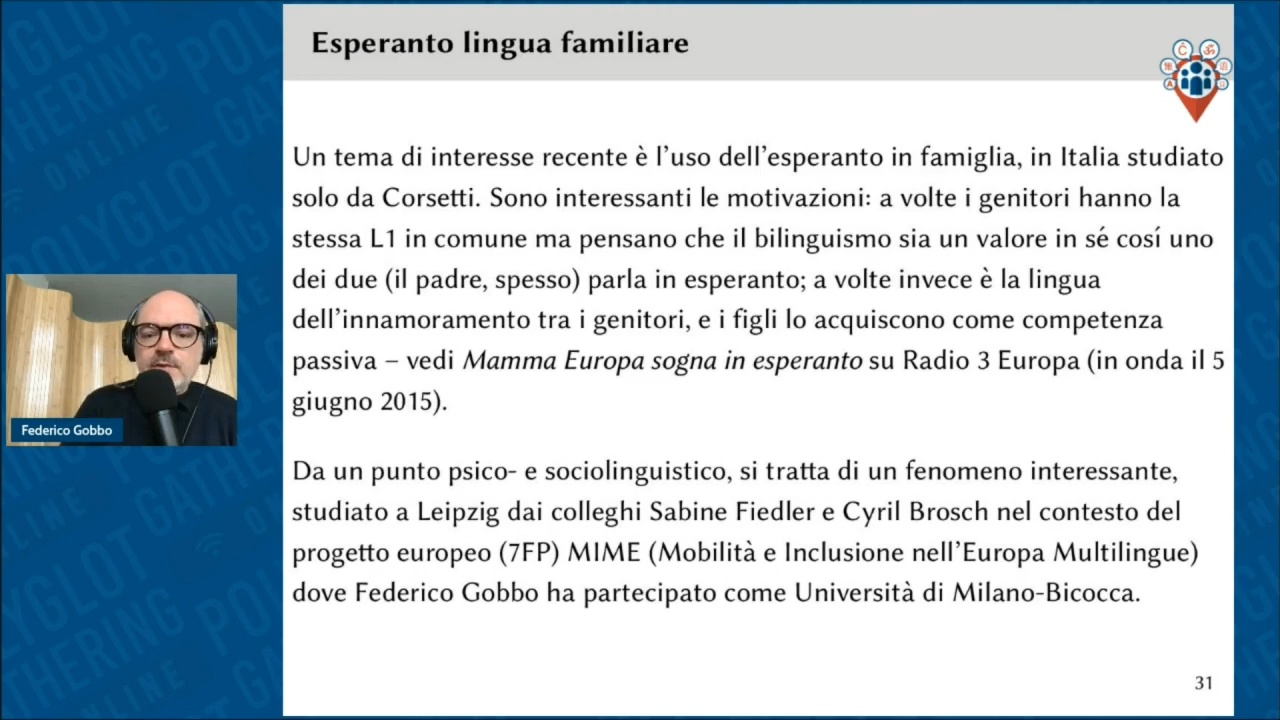 Esperanto lingua familiare
Un tema di interesse recente è l’uso dell’esperanto in famiglia, in Italia studiato
solo da Corsetti. Sono interessanti le motivazioni: a volte i genitori hanno la
stessa L1 in comune ma pensano che il bilinguismo sia un valore in sé cosí uno
dei due (il padre, spesso) parla in esperanto; a volte invece è la lingua
dell’innamoramento tra i genitori, e i figli lo acquiscono come competenza
passiva – vedi Mamma Europa sogna in esperanto su Radio 3 Europa (in onda il 5
giugno 2015).
Da un punto psico- e sociolinguistico, si tratta di un fenomeno interessante,
studiato a Leipzig dai colleghi Sabine Fiedler e Cyril Brosch nel contesto del
progetto europeo (7FP) MIME (Mobilità e Inclusione nell’Europa Multilingue)
dove Federico Gobbo ha partecipato come Università di Milano-Bicocca.
31
Federico Gobbo
POLYGLOT
GATHERING
ONLINE